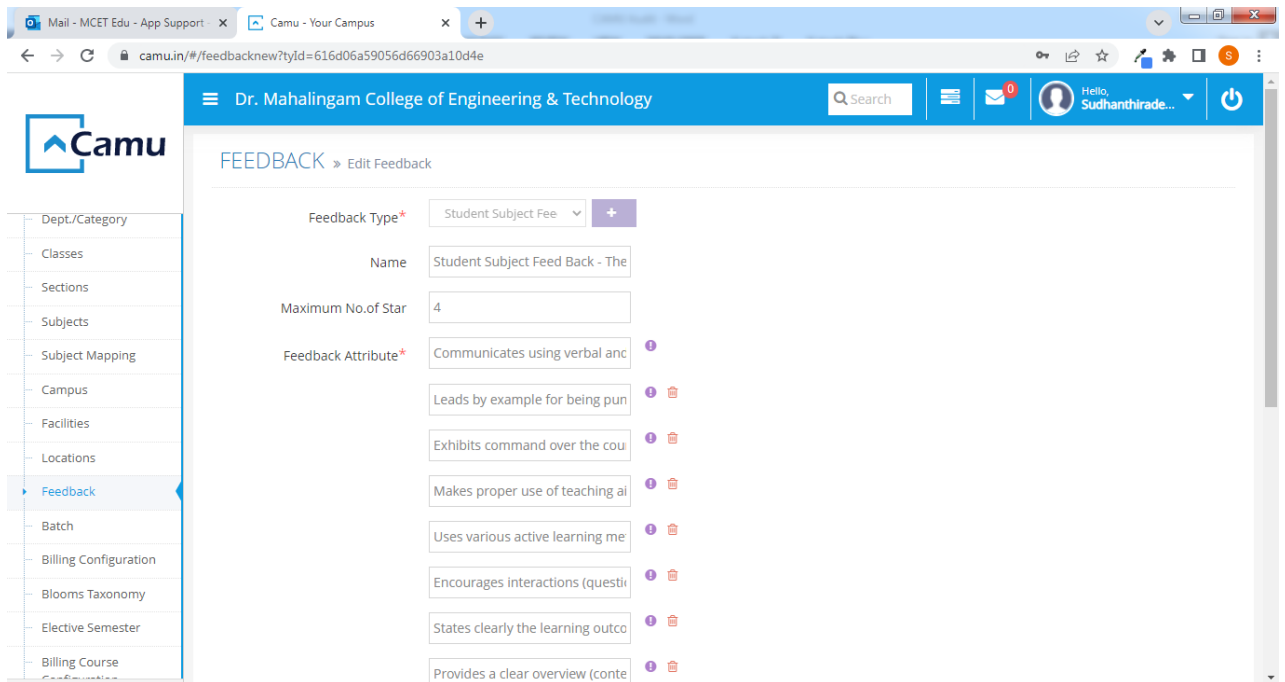 Mail - MCET Edu - App Support -
Camu - Your Campus
camu.in/#/feedbacknew?tyId=616d06a59056d66903a10d4e
S
Camu
Dr. Mahalingam College of Engineering & Technology
Search
0
Hello,
Sudhanthirade...
FEEDBACK » Edit Feedback
Dept./Category
Classes
Sections
Subjects
Subject Mapping
Campus
Facilities
Locations
Feedback
Batch
Billing Configuration
Blooms Taxonomy
Elective Semester
Billing Course
Configuration
Feedback Type*
Student Subject Fee
+
Name
Student Subject Feed Back - The
Maximum No.of Star
4
Feedback Attribute*
Communicates using verbal and
Leads by example for being pun
Exhibits command over the cou
Makes proper use of teaching ai
Uses various active learning me
Encourages interactions (questio
States clearly the learning outco
Provides a clear overview (conte